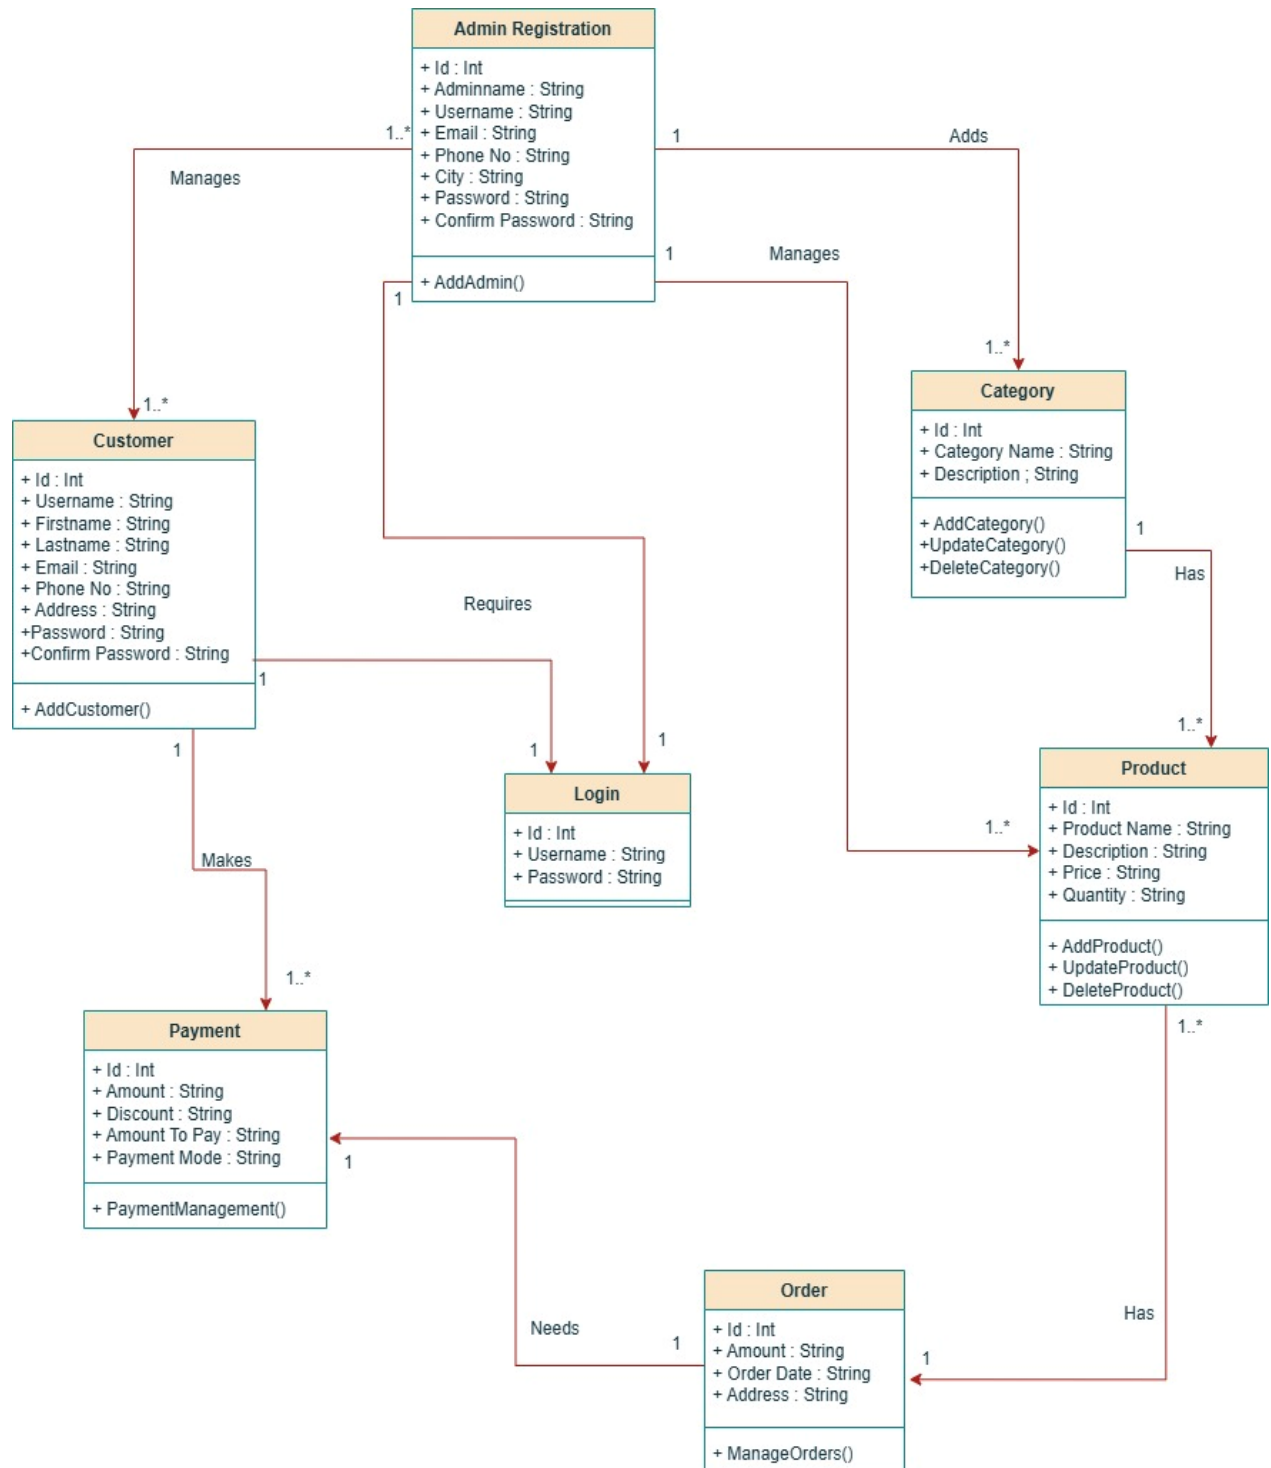 Admin Registration
+ Id : Int
+ Adminname : String
+ Username : String
+ Email : String
+ Phone No : String
+ City : String
+ Password : String
+ Confirm Password : String
+ AddAdmin()
1..*
Manages
1..*
1
Adds
1..*
1
Manages
1..*
1
Customer
+ Id : Int
+ Username : String
+ Firstname : String
+ Lastname : String
+ Email : String
+ Phone No : String
+ Address : String
+Password : String
+Confirm Password : String
+ AddCustomer()
Category
+ Id : Int
+ Category Name : String
+ Description ; String
+ AddCategory()
+UpdateCategory()
+DeleteCategory()
1
Has
1..*
Requires
1
1
1
Login
+ Id : Int
+ Username : String
+ Password : String
Product
+ Id : Int
+ Product Name : String
+ Description : String
+ Price : String
+ Quantity : String
+ AddProduct()
+ UpdateProduct()
+ DeleteProduct()
1
Makes
1..*
Payment
+ Id : Int
+ Amount : String
+ Discount : String
+ Amount To Pay : String
+ Payment Mode : String
+ PaymentManagement()
1
Needs
1
1..*
Has
1
Order
+ Id : Int
+ Amount : String
+ Order Date : String
+ Address : String
+ ManageOrders()